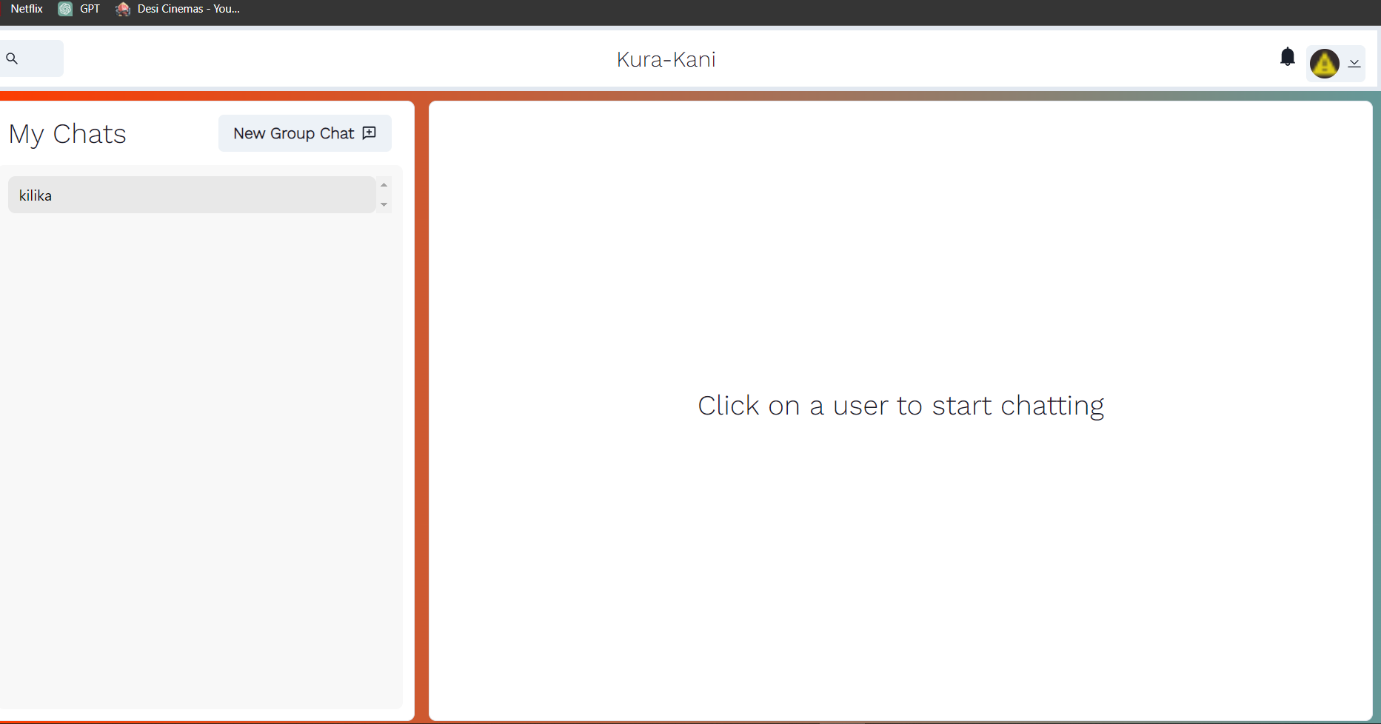 Netflix GPT Desi Cinemas - You...
Kura-Kani
My Chats
New Group Chat
kilika
Click on a user to start chatting